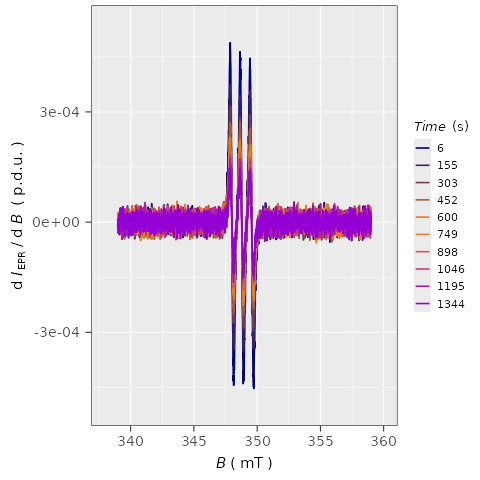 3e-04
0e+00
-3e-04
d I EPR / d B ( p.d.u. )
340 345 350 355 360
B ( mT )
Time (s)
6
155
303
452
600
749
898
1046
1195
1344